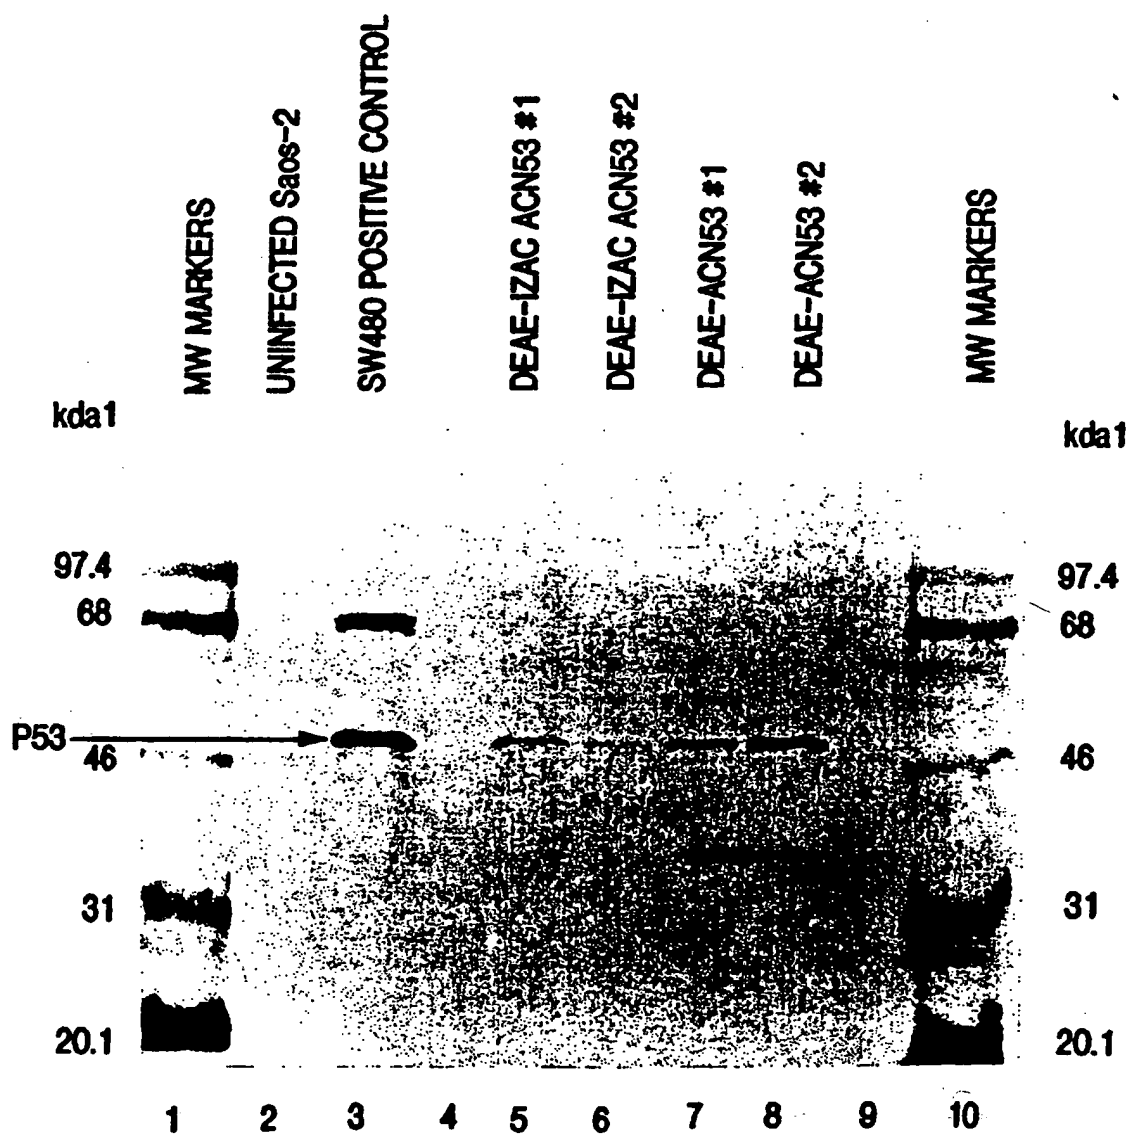 MW MARKERS
UNINFECTED Saos-2
SW480 POSITIVE CONTROL
DEAE-IZAC ACN53 #1
DEAE-IZAC ACN53 #2
DEAE-ACN53 #1
DEAE-ACN53 #2
MW MARKERS
kda1
kda1
97.4
97.4
68
68
P53
46
46
31
31
20.1
20.1
1 2 3 4 5 6 7 8 9 10